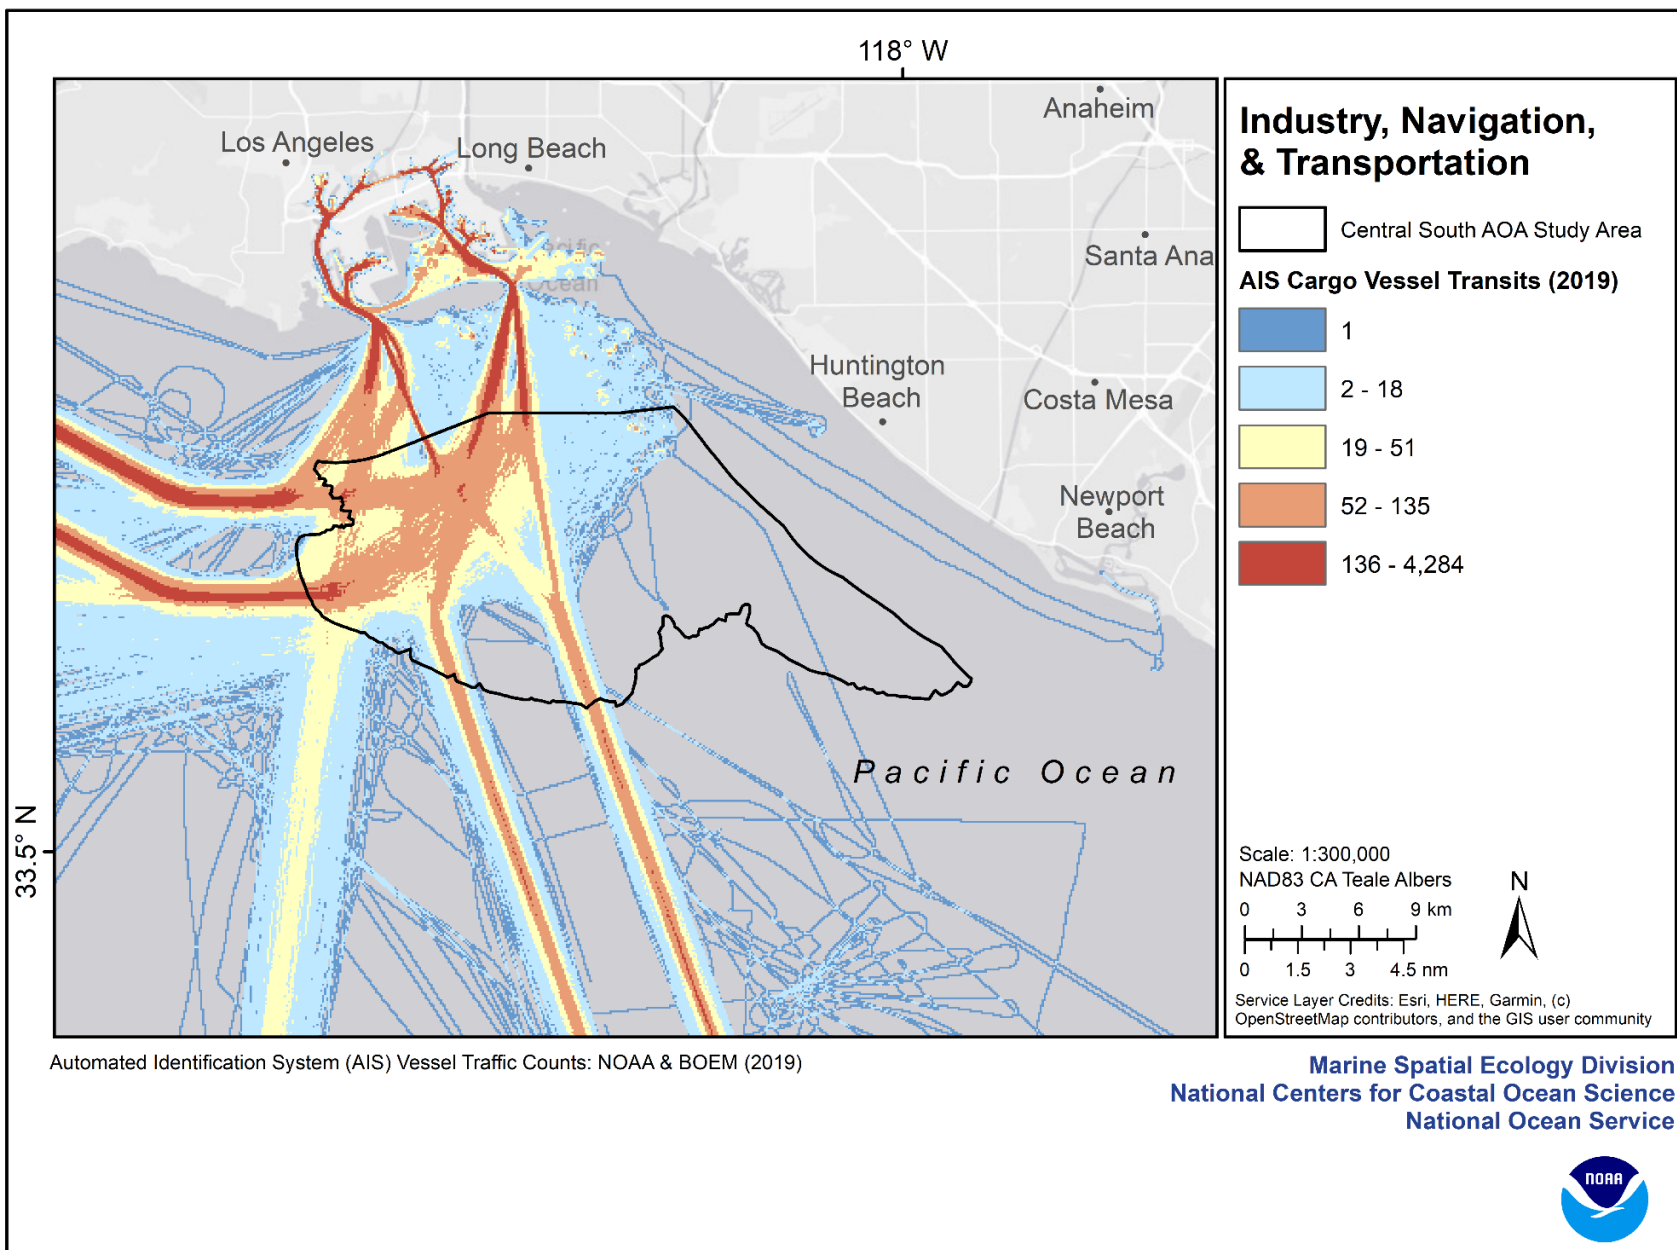 118° W
Anaheim
Los Angeles
Long Beach
Santa Ana
Pacific
Ocean
Huntington
Beach
Costa Mesa
Newport
Beach
Pacific Ocean
33.5° N
Industry, Navigation,
& Transportation
Central South AOA Study Area
AIS Cargo Vessel Transits (2019)
1
2 - 18
19 - 51
52 - 135
136 - 4,284
Scale: 1:300,000
NAD83 CA Teale Albers
0 3 6 9 km
0 1.5 3 4.5 nm
N
Service Layer Credits: Esri, HERE, Garmin, (c)
OpenStreetMap contributors, and the GIS user community
Automated Identification System (AIS) Vessel Traffic Counts: NOAA & BOEM (2019)
Marine Spatial Ecology Division
National Centers for Coastal Ocean Science
National Ocean Service
NOAA